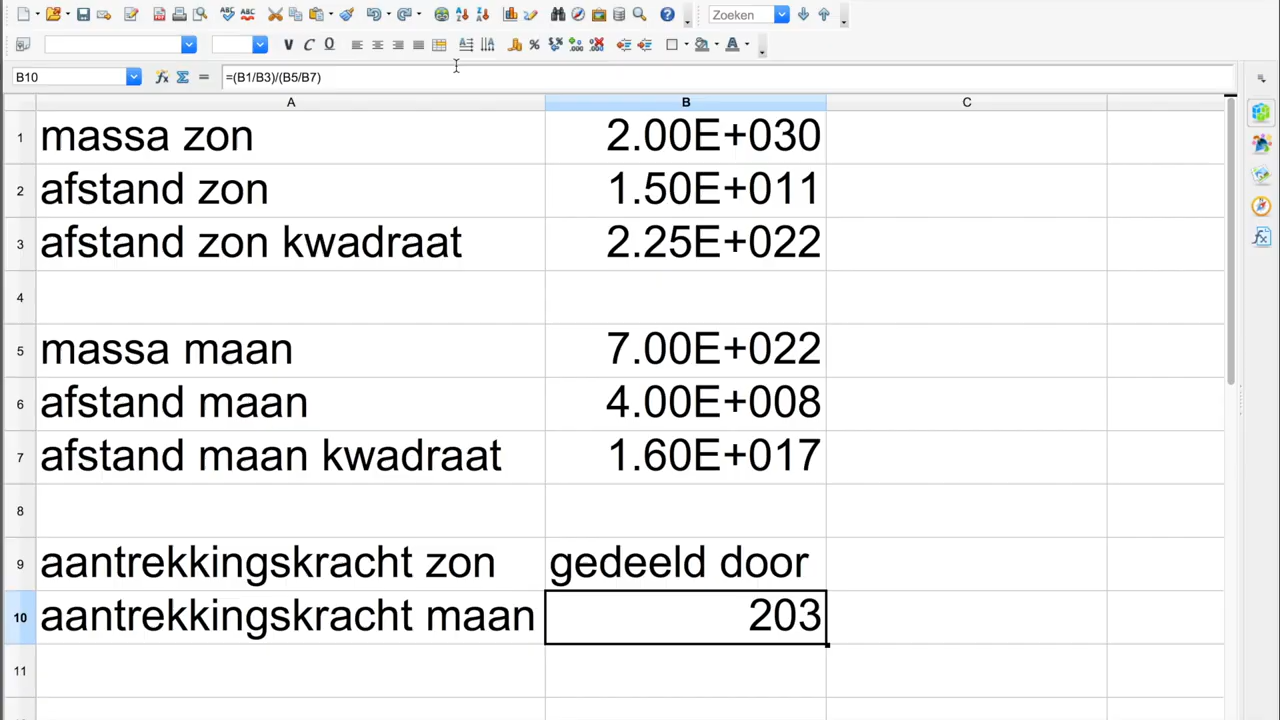 Zoeken
B10 =(B1/B3)/(B5/B7)
A B C
1 massa zon 2.00E+030
2 afstand zon 1.50E+011
3 afstand zon kwadraat 2.25E+022
4
5 massa maan 7.00E+022
6 afstand maan 4.00E+008
7 afstand maan kwadraat 1.60E+017
8
9 aantrekkingskracht zon gedeeld door
10 aantrekkingskracht maan 203
11